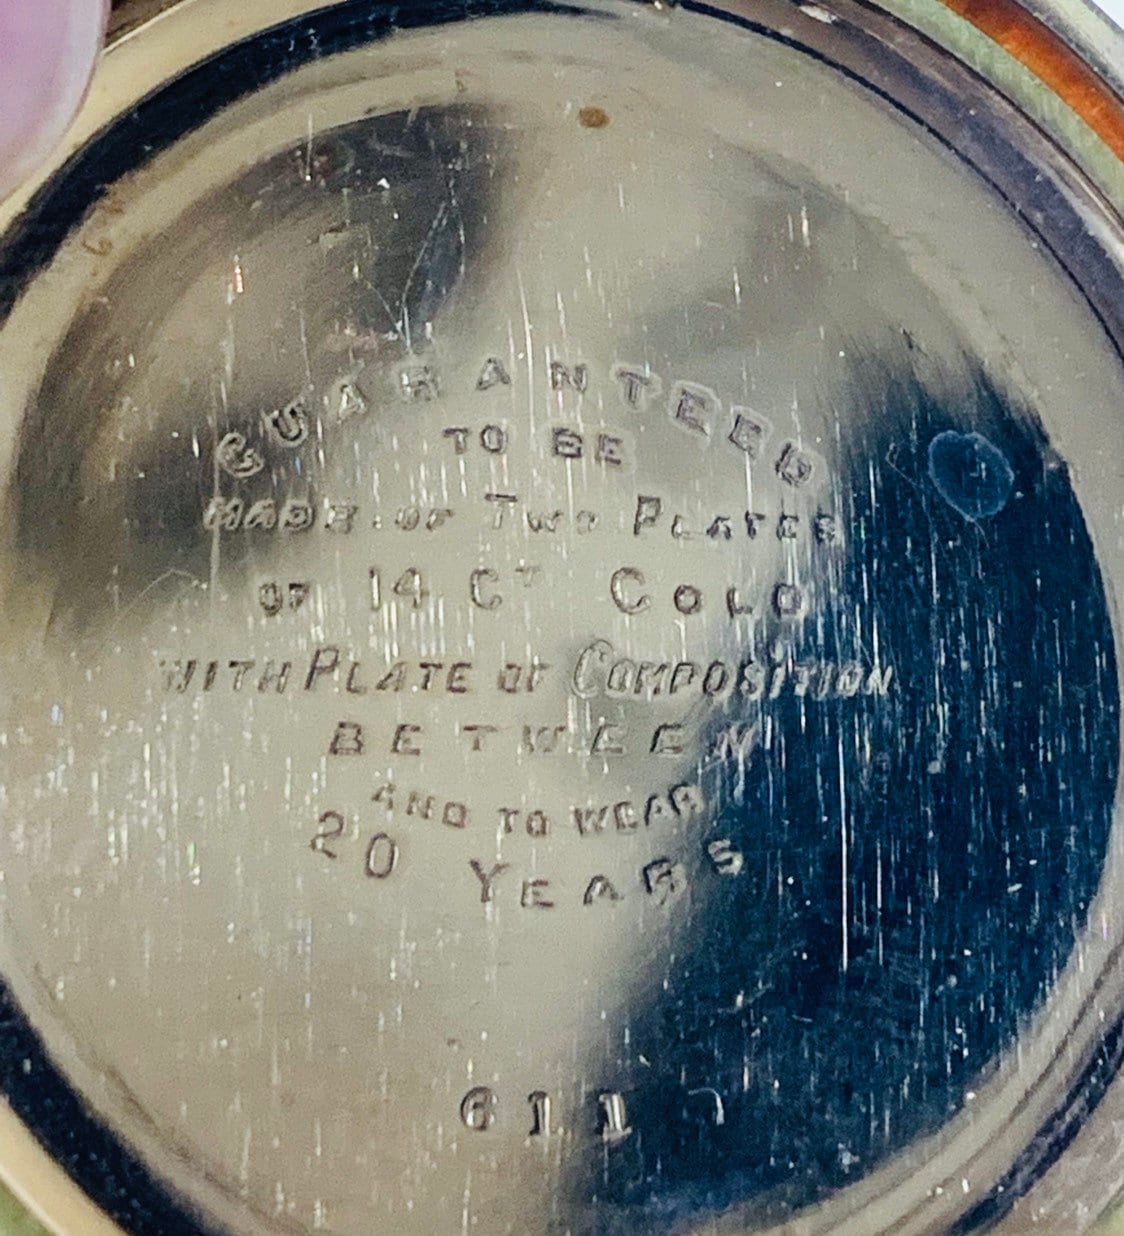 GUARANTEED
TO BE
MADE OF TWO PLATES
OF 14 CT GOLD
WITH PLATE OF COMPOSITION
BETWEEN
AND TO WEAR
20 YEARS
611